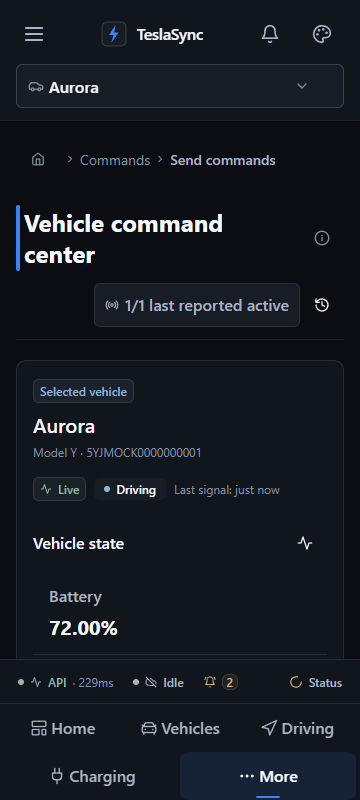 TeslaSync
Aurora
Commands
Send commands
Vehicle command
center
1/1 last reported active
Selected vehicle
Aurora
Model Y · 5YJMOCK0000000001
Live
Driving
Last signal: just now
Vehicle state
Battery
72.00%
API · 229ms
Idle
2
Status
Home
Vehicles
Driving
Charging
More